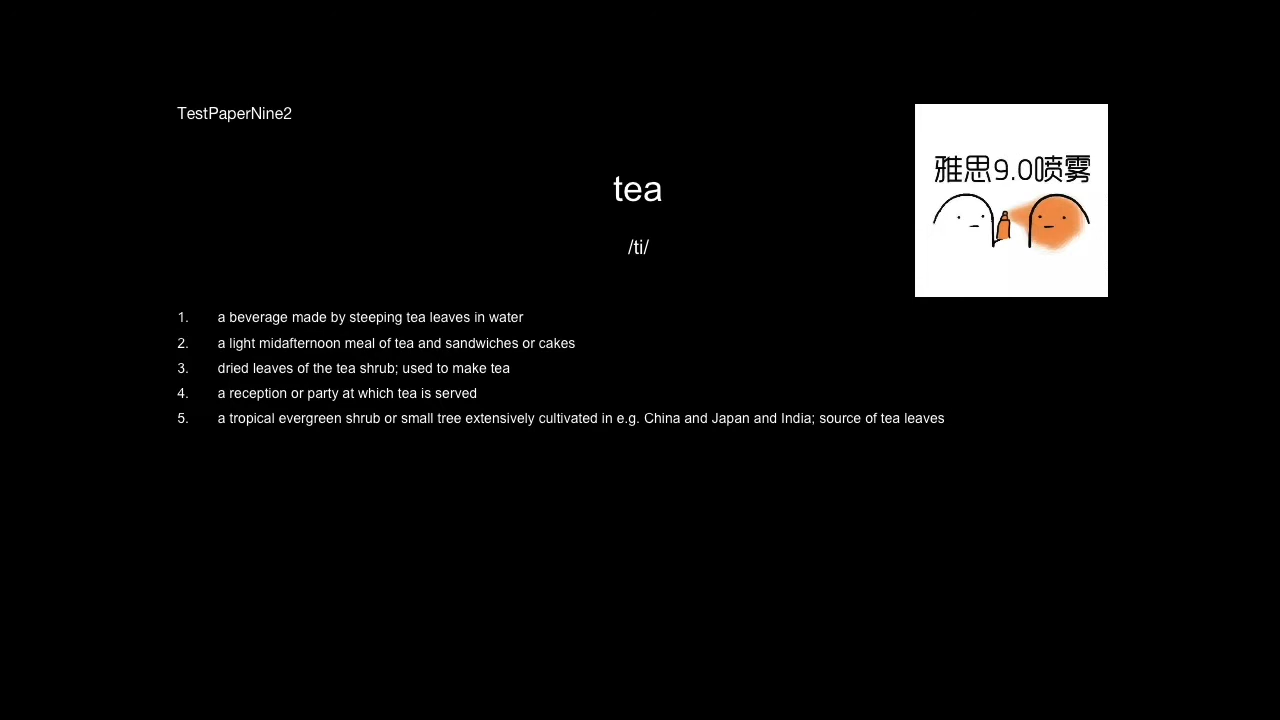 TestPaperNine2
雅思9.0喷雾
tea
/ti/
1. a beverage made by steeping tea leaves in water
2. a light midafternoon meal of tea and sandwiches or cakes
3. dried leaves of the tea shrub; used to make tea
4. a reception or party at which tea is served
5. a tropical evergreen shrub or small tree extensively cultivated in e.g. China and Japan and India; source of tea leaves